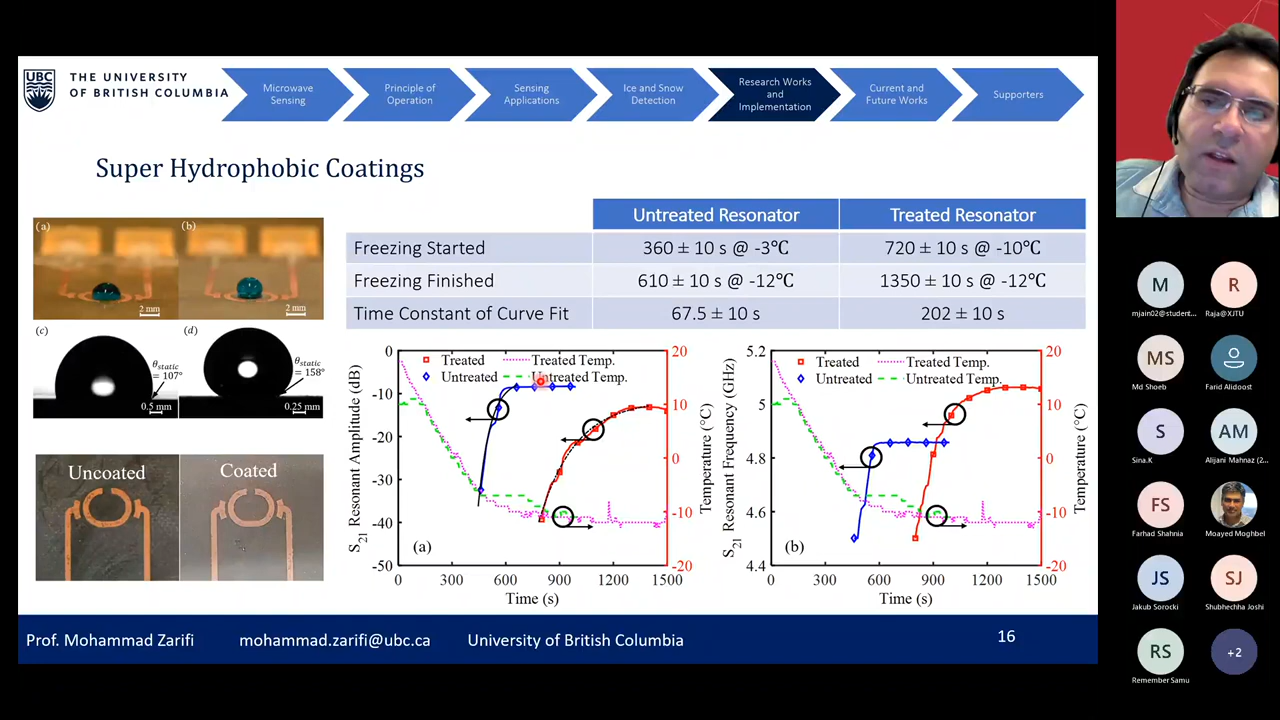 UBC
THE UNIVERSITY
OF BRITISH COLUMBIA
Microwave
Sensing
Principle of
Operation
Sensing
Applications
Ice and Snow
Detection
Research Works
and
Implementation
Current and
Future Works
Supporters
Super Hydrophobic Coatings
Untreated Resonator
Treated Resonator
Freezing Started
360 ± 10 s @ -3℃
720 ± 10 s @ -10℃
Freezing Finished
610 ± 10 s @ -12℃
1350 ± 10 s @ -12℃
Time Constant of Curve Fit
67.5 ± 10 s
202 ± 10 s
(a)
2 mm
(b)
2 mm
(c)
θstatic
= 107°
0.5 mm
(d)
θstatic
= 158°
0.25 mm
Uncoated
Coated
Treated
Treated Temp.
Untreated
Untreated Temp.
0
-10
-20
-30
-40
-50
S21 Resonant Amplitude (dB)
20
10
0
-10
-20
Temperature (°C)
(a)
0 300 600 900 1200 1500
Time (s)
Treated
Treated Temp.
Untreated
Untreated Temp.
5.2
5
4.8
4.6
4.4
S21 Resonant Frequency (GHz)
20
10
0
-10
-20
Temperature (°C)
(b)
0 300 600 900 1200 1500
Time (s)
Prof. Mohammad Zarifi
mohammad.zarifi@ubc.ca
University of British Columbia
16
M
mjain02@student...
R
Raja@XJTU
MS
Md Shoeb
Farid Alidoost
S
Sina.K
AM
Alijani Mahnaz (2...
FS
Farhad Shahnia
Moayed Moghbel
JS
Jakub Sorocki
SJ
Shubhechha Joshi
RS
Remember Samu
+2